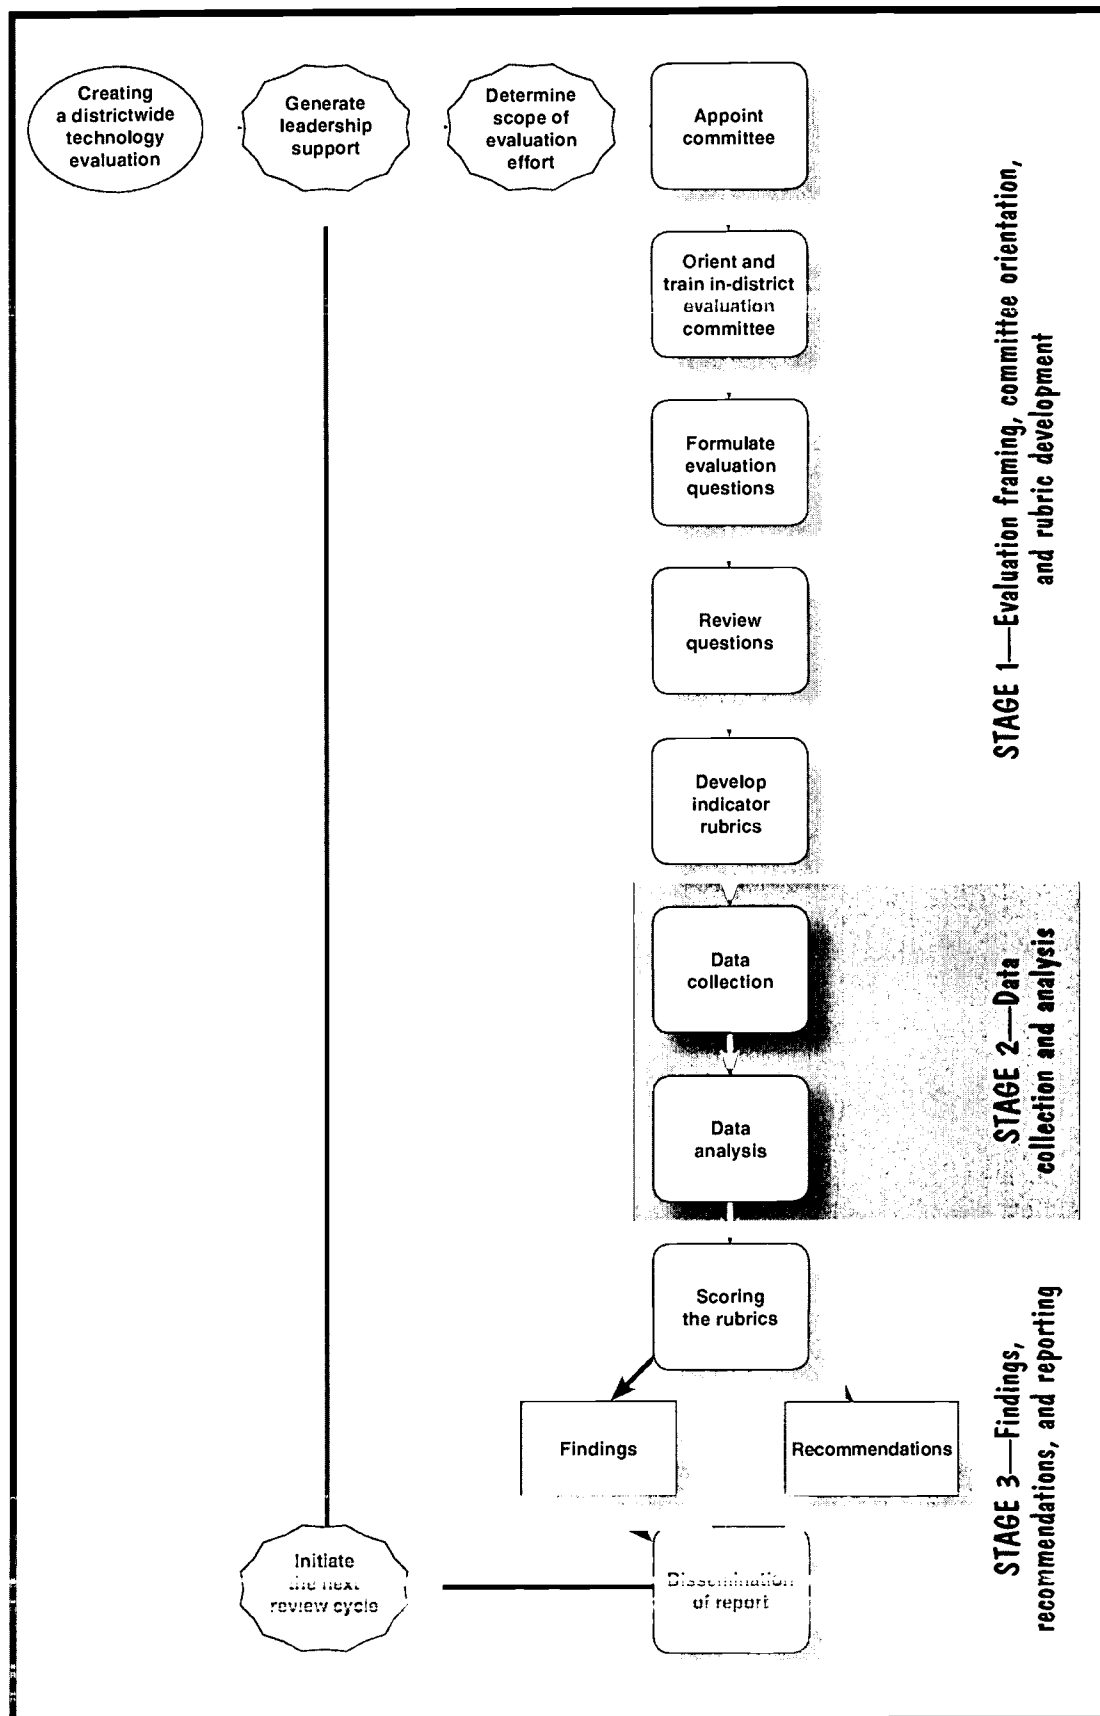 Creating
a districtwide
technology
evaluation
Generate
leadership
support
Determine
scope of
evaluation
effort
Appoint
committee
Orient and
train in-district
evaluation
committee
Formulate
evaluation
questions
Review
questions
Develop
indicator
rubrics
STAGE 1—Evaluation framing, committee orientation,
and rubric development
Data
collection
Data
analysis
STAGE 2—Data
collection and analysis
Scoring
the rubrics
Findings
Recommendations
Dissemination
of report
Initiate
the next
review cycle
STAGE 3—Findings,
recommendations, and reporting